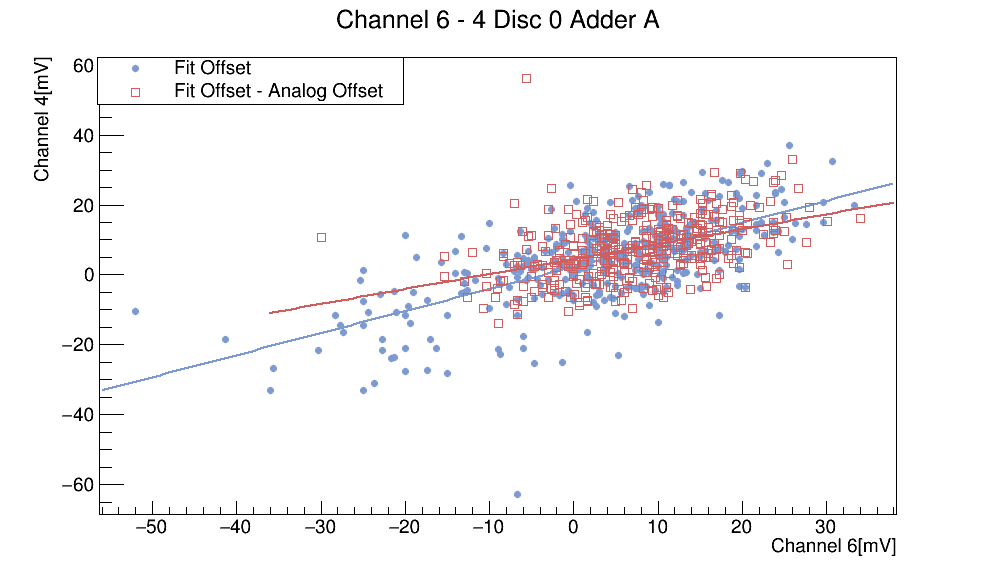 Channel 6 - 4 Disc 0 Adder A
Channel 4[mV]
Fit Offset
Fit Offset - Analog Offset
60
40
20
0
−20
−40
−60
−50 −40 −30 −20 −10 0 10 20 30
Channel 6[mV]